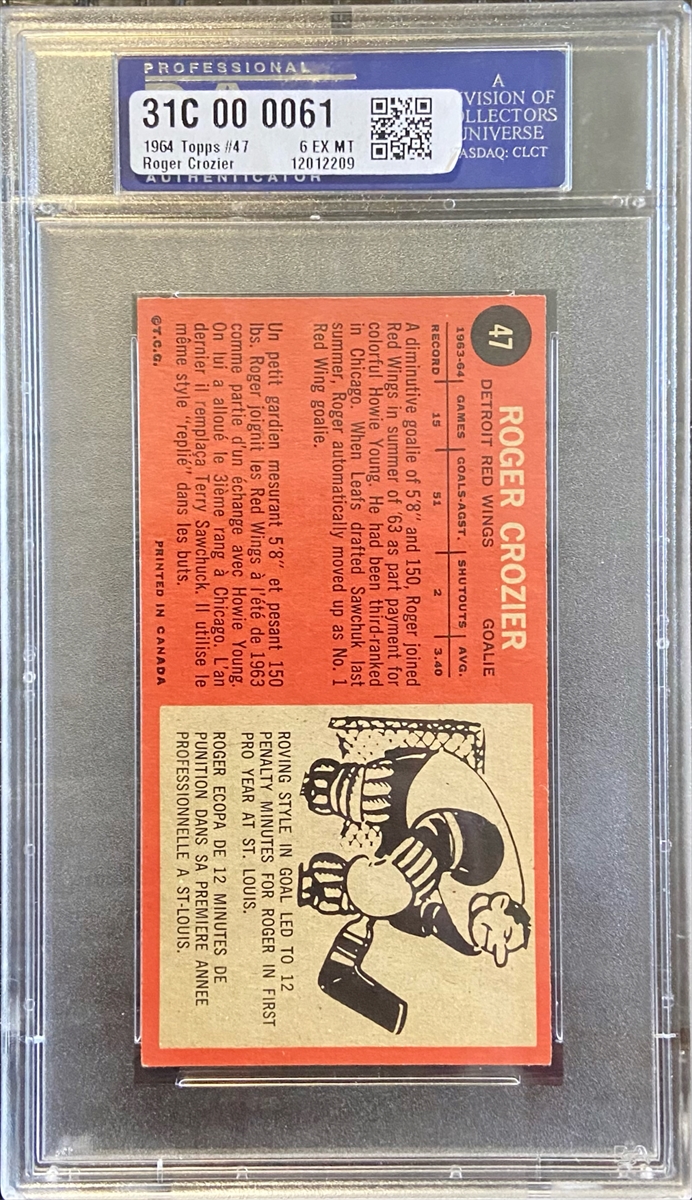 PROFESSIONAL
31C 00 0061
1964 Topps #47 6 EX MT
Roger Crozier 12012209
AUTHENTICATOR
A
VISION OF
LLECTORS
NIVERSE
ASDAQ: CLCT
47
ROGER CROZIER
DETROIT RED WINGS GOALIE
1963-64 GAMES GOALS-AGST. SHUTOUTS AVG.
RECORD 15 51 2 3.40
A diminutive goalie of 5'8" and 150, Roger joined
Red Wings in summer of '63 as part payment for
colorful Howie Young. He had been third-ranked
in Chicago. When Leafs drafted Sawchuk last
summer, Roger automatically moved up as No. 1
Red Wing goalie.
Un petit gardien mesurant 5'8" et pesant 150
lbs. Roger joignit les Red Wings à l'été de 1963
comme partie d'un échange avec Howie Young.
On lui a alloué le 3ième rang à Chicago. L'an
dernier il remplaça Terry Sawchuck. Il utilise le
même style "replié" dans les buts.
©T.C.G. PRINTED IN CANADA
ROVING STYLE IN GOAL LED TO 12
PENALTY MINUTES FOR ROGER IN FIRST
PRO YEAR AT ST. LOUIS.
ROGER ECOPA DE 12 MINUTES DE
PUNITION DANS SA PREMIERE ANNEE
PROFESSIONNELLE A ST-LOUIS.